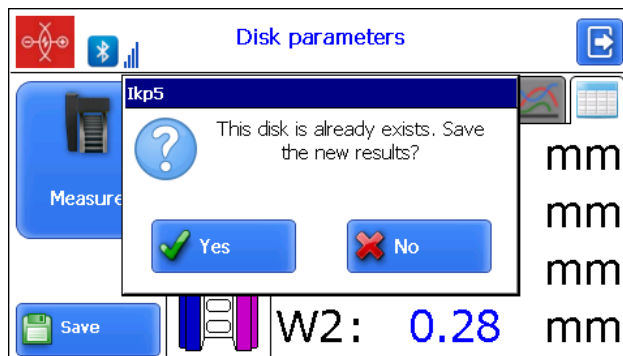 Disk parameters
Ikp5
This disk is already exists. Save
the new results?
Yes
No
Measure
mm
mm
mm
Save
W2: 0.28 mm